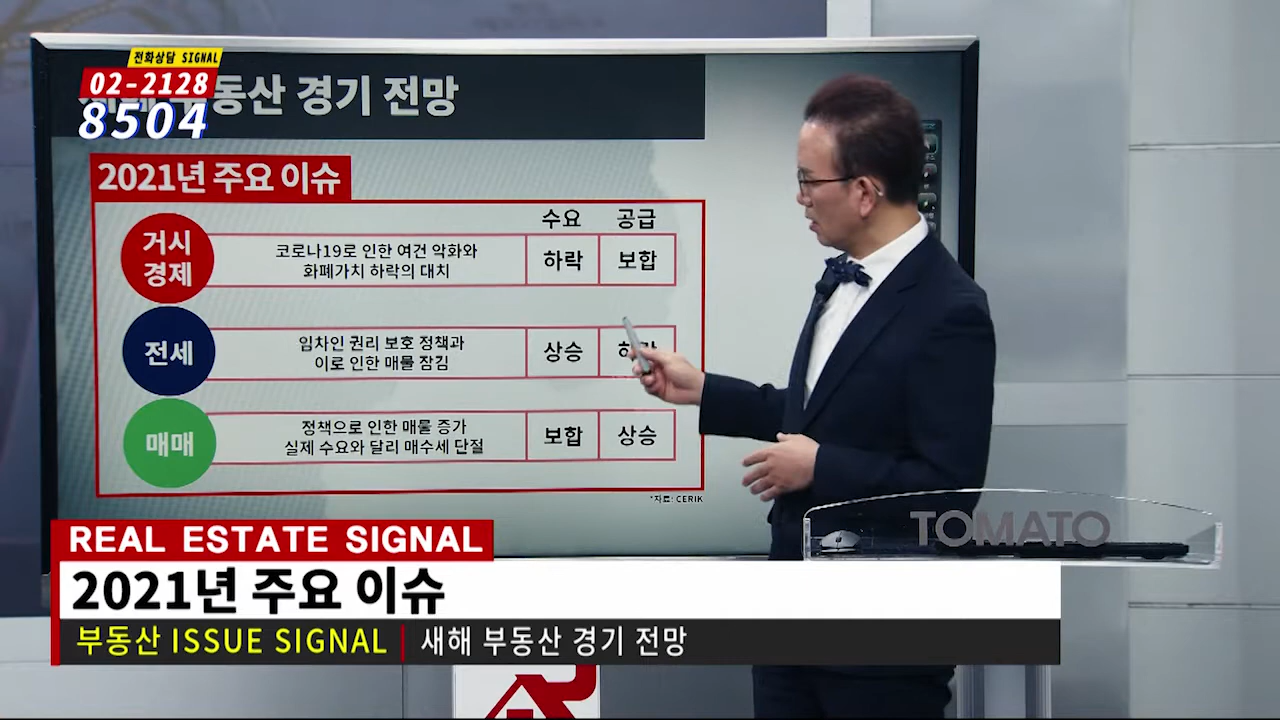 전화상담 SIGNAL
02-2128
8504
부동산 경기 전망
2021년 주요 이슈
수요 공급
거시
경제
코로나19로 인한 여건 악화와
화폐가치 하락의 대치
하락 보합
전세
임차인 권리 보호 정책과
이로 인한 매물 잠김
상승
매매
정책으로 인한 매물 증가
실제 수요와 달리 매수세 단절
보합 상승
*자료: CERIK
TOMATO
REAL ESTATE SIGNAL
2021년 주요 이슈
부동산 ISSUE SIGNAL 새해 부동산 경기 전망